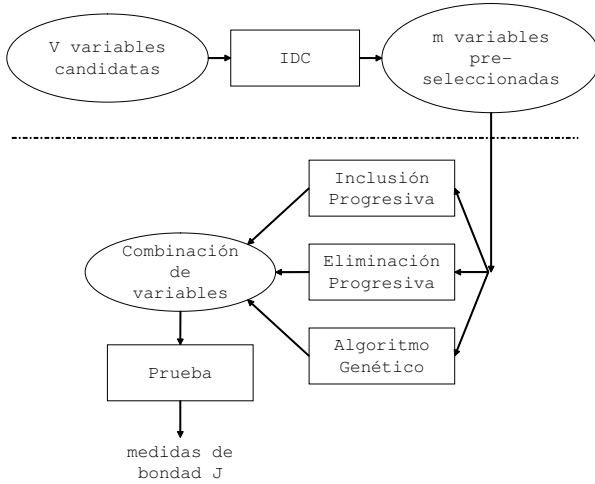 V variables
candidatas
IDC
m variables
pre-
seleccionadas
Inclusión
Progresiva
Combinación
de
variables
Eliminación
Progresiva
Algoritmo
Genético
Prueba
medidas de
bondad J